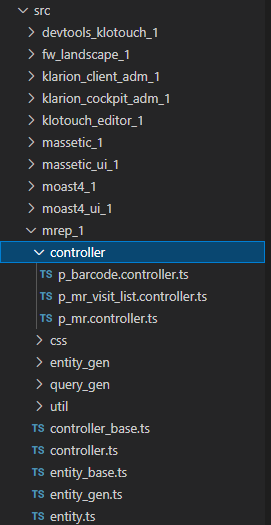 src
devtools_klotouch_1
fw_landscape_1
klarion_client_adm_1
klarion_cockpit_adm_1
klotouch_editor_1
massetic_1
massetic_ui_1
moast4_1
moast4_ui_1
mrep_1
controller
TS p_barcode.controller.ts
TS p_mr_visit_list.controller.ts
TS p_mr.controller.ts
css
entity_gen
query_gen
util
TS controller_base.ts
TS controller.ts
TS entity_base.ts
TS entity_gen.ts
TS entity.ts